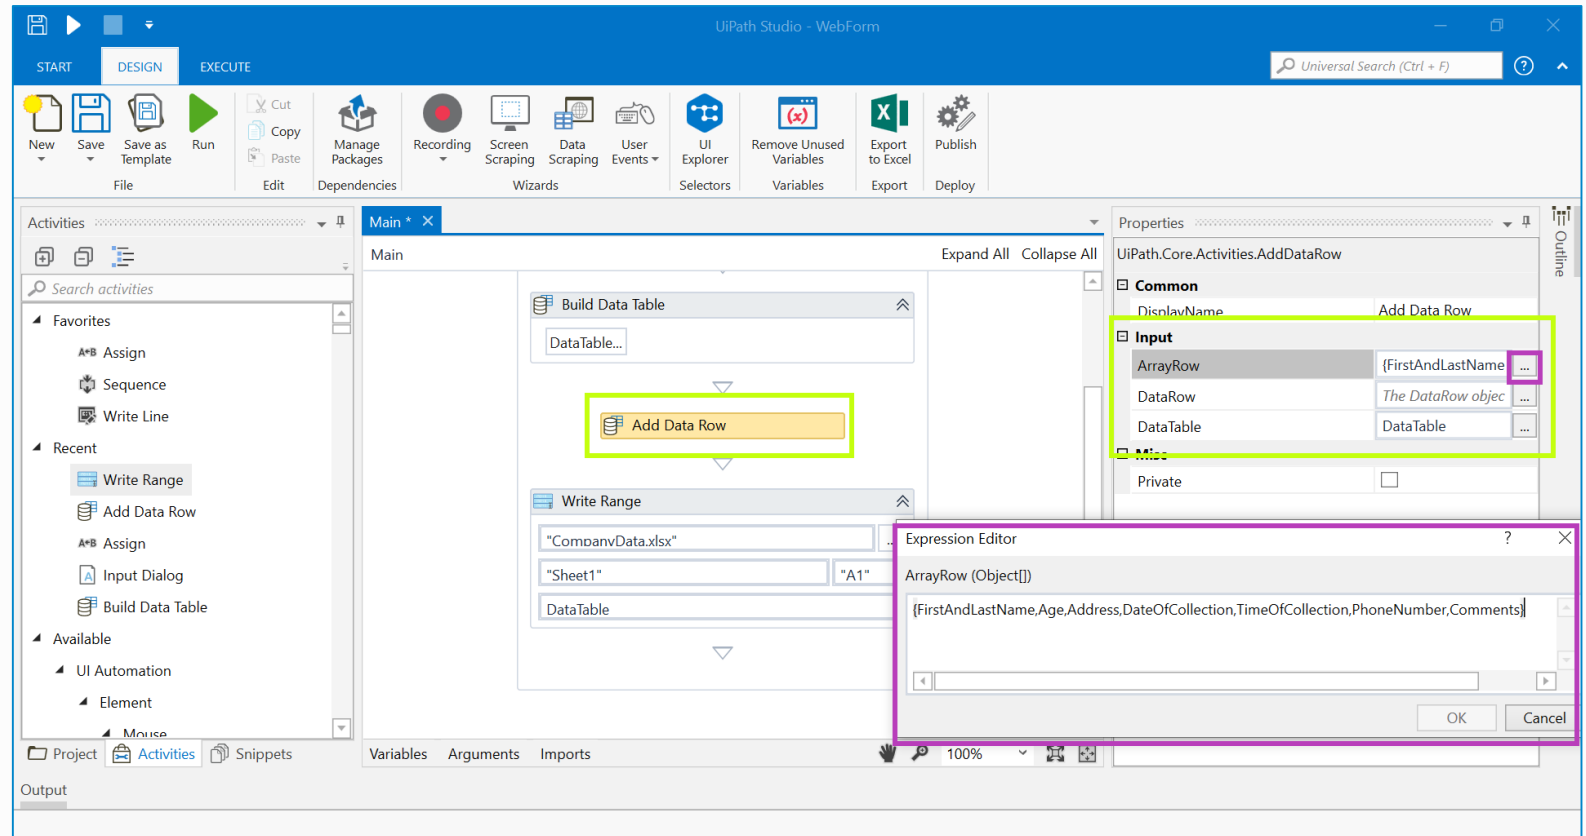 UiPath Studio - WebForm
START DESIGN EXECUTE
Universal Search (Ctrl + F)
New
Save
Save as
Template
Run
Cut
Copy
Paste
Manage
Packages
Recording
Screen
Scraping
Data
Scraping
User
Events
UI
Explorer
Remove Unused
Variables
Export
to Excel
Publish
File
Edit
Dependencies
Wizards
Selectors
Variables
Export
Deploy
Activities
Search activities
Favorites
A+B Assign
Sequence
Write Line
Recent
Write Range
Add Data Row
A+B Assign
Input Dialog
Build Data Table
Available
UI Automation
Element
Mouse
Project
Activities
Snippets
Output
Main *
Main
Expand All Collapse All
Build Data Table
DataTable...
Add Data Row
Write Range
"CompanyData.xlsx"
...
"Sheet1"
"A1"
DataTable
Variables Arguments Imports
100%
Properties
UiPath.Core.Activities.AddDataRow
Common
DisplayName Add Data Row
Input
ArrayRow {FirstAndLastName ...
DataRow The DataRow objec ...
DataTable DataTable ...
Misc
Private
Outline
Expression Editor
?
ArrayRow (Object[])
{FirstAndLastName,Age,Address,DateOfCollection,TimeOfCollection,PhoneNumber,Comments}
OK
Cancel